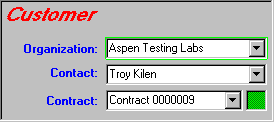 Customer
Organization: Aspen Testing Labs
Contact: Troy Kilen
Contract: Contract 0000009